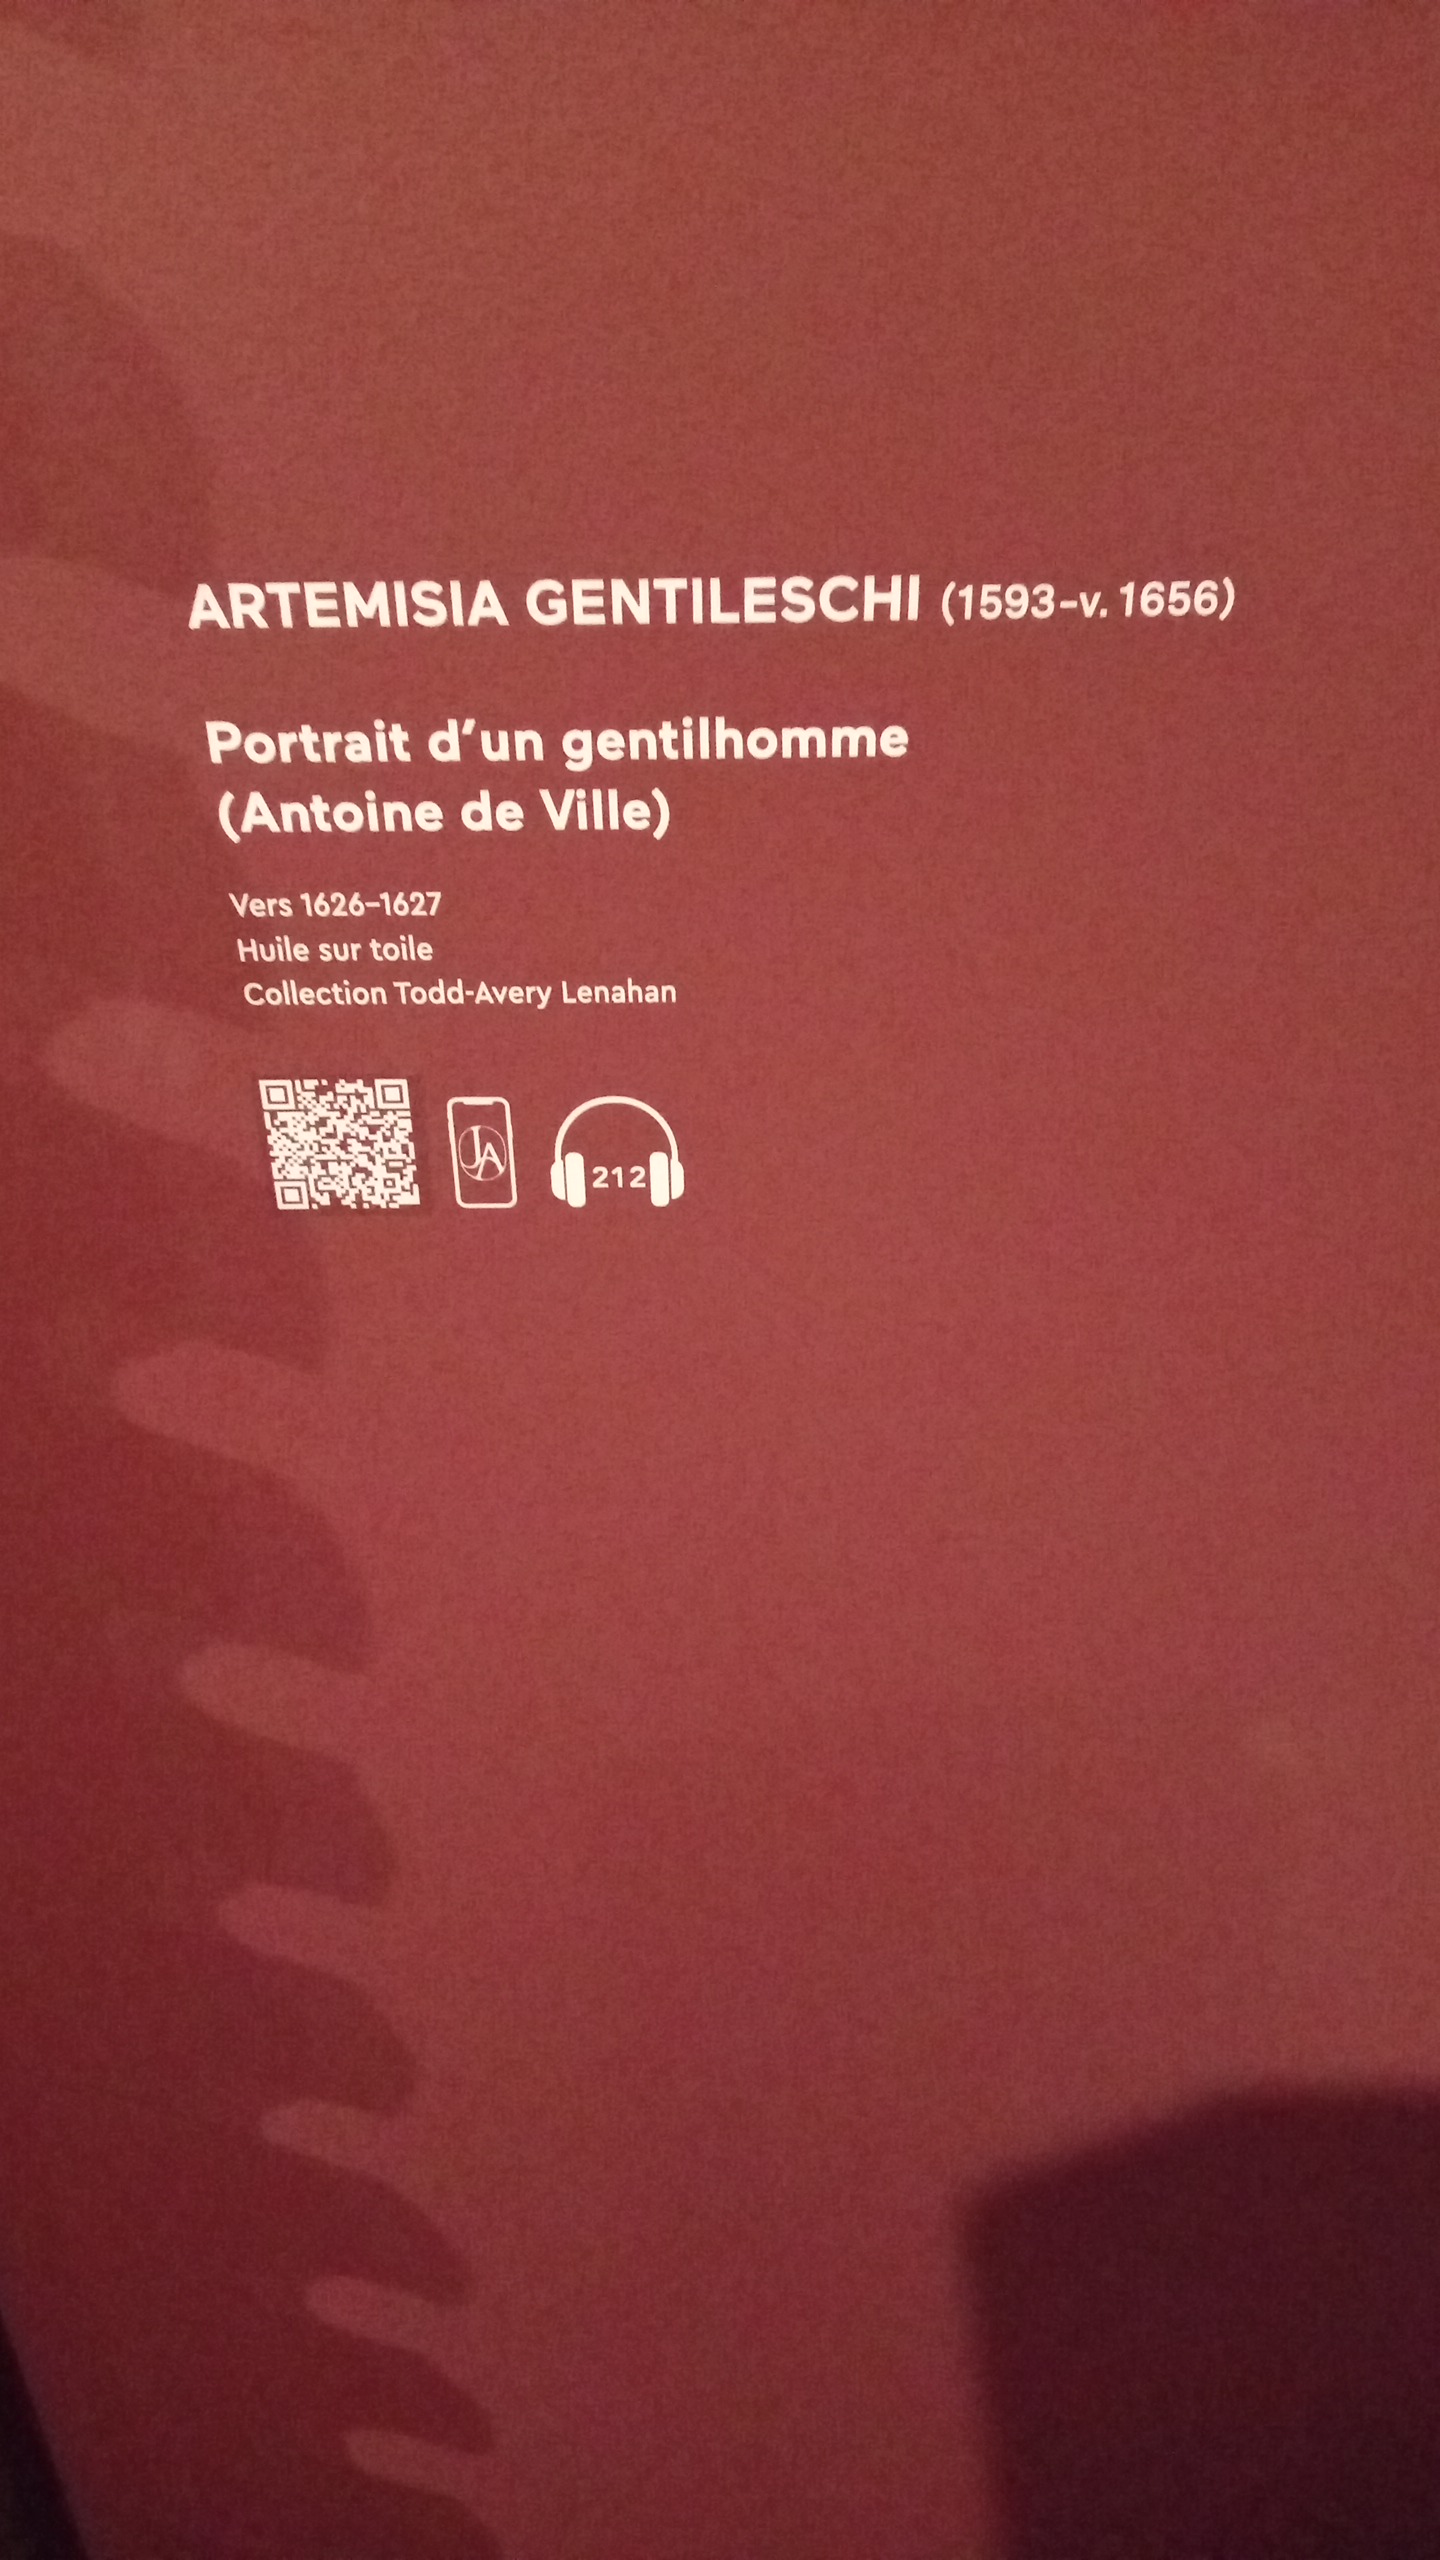 ARTEMISIA GENTILESCHI (1593-v. 1656)
Portrait d'un gentilhomme
(Antoine de Ville)
Vers 1626-1627
Huile sur toile
Collection Todd-Avery Lenahan
JA
212